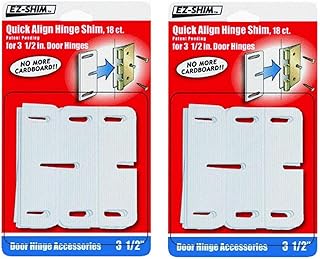 EZ-SHIM™
Quick Align Hinge Shim, 18 ct.
Patent Pending
for 3 1/2 in. Door Hinges
NO MORE
CARDBOARD!!
Door Hinge Accessories 3 1/2"
EZ-SHIM™
Quick Align Hinge Shim, 18 ct.
Patent Pending
for 3 1/2 in. Door Hinges
NO MORE
CARDBOARD!!
Door Hinge Accessories 3 1/2"